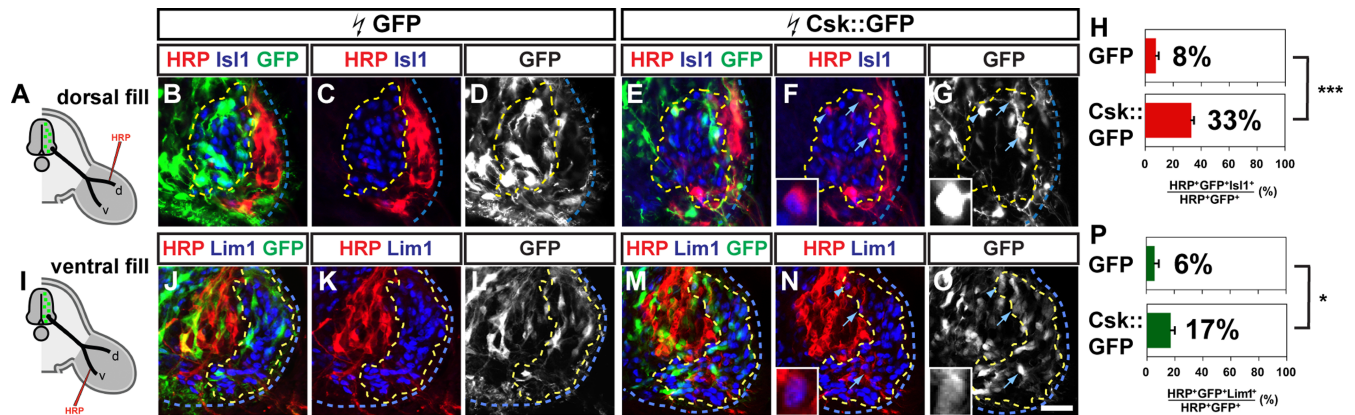 GFP
Csk::GFP
HRP Isl1 GFP
HRP Isl1
GFP
HRP Isl1 GFP
HRP Isl1
GFP
A
dorsal fill
HRP
d
v
B
C
D
E
F
G
H
GFP
8%
Csk::
GFP
33%
***
0 20 40 60 80 100
HRP⁺GFP⁺Isl1⁺
HRP⁺GFP⁺ (%)
HRP Lim1 GFP
HRP Lim1
GFP
HRP Lim1 GFP
HRP Lim1
GFP
I
ventral fill
d
v
HRP
J
K
L
M
N
O
P
GFP
6%
Csk::
GFP
17%
*
0 20 40 60 80 100
HRP⁺GFP⁺Lim1⁺
HRP⁺GFP⁺ (%)